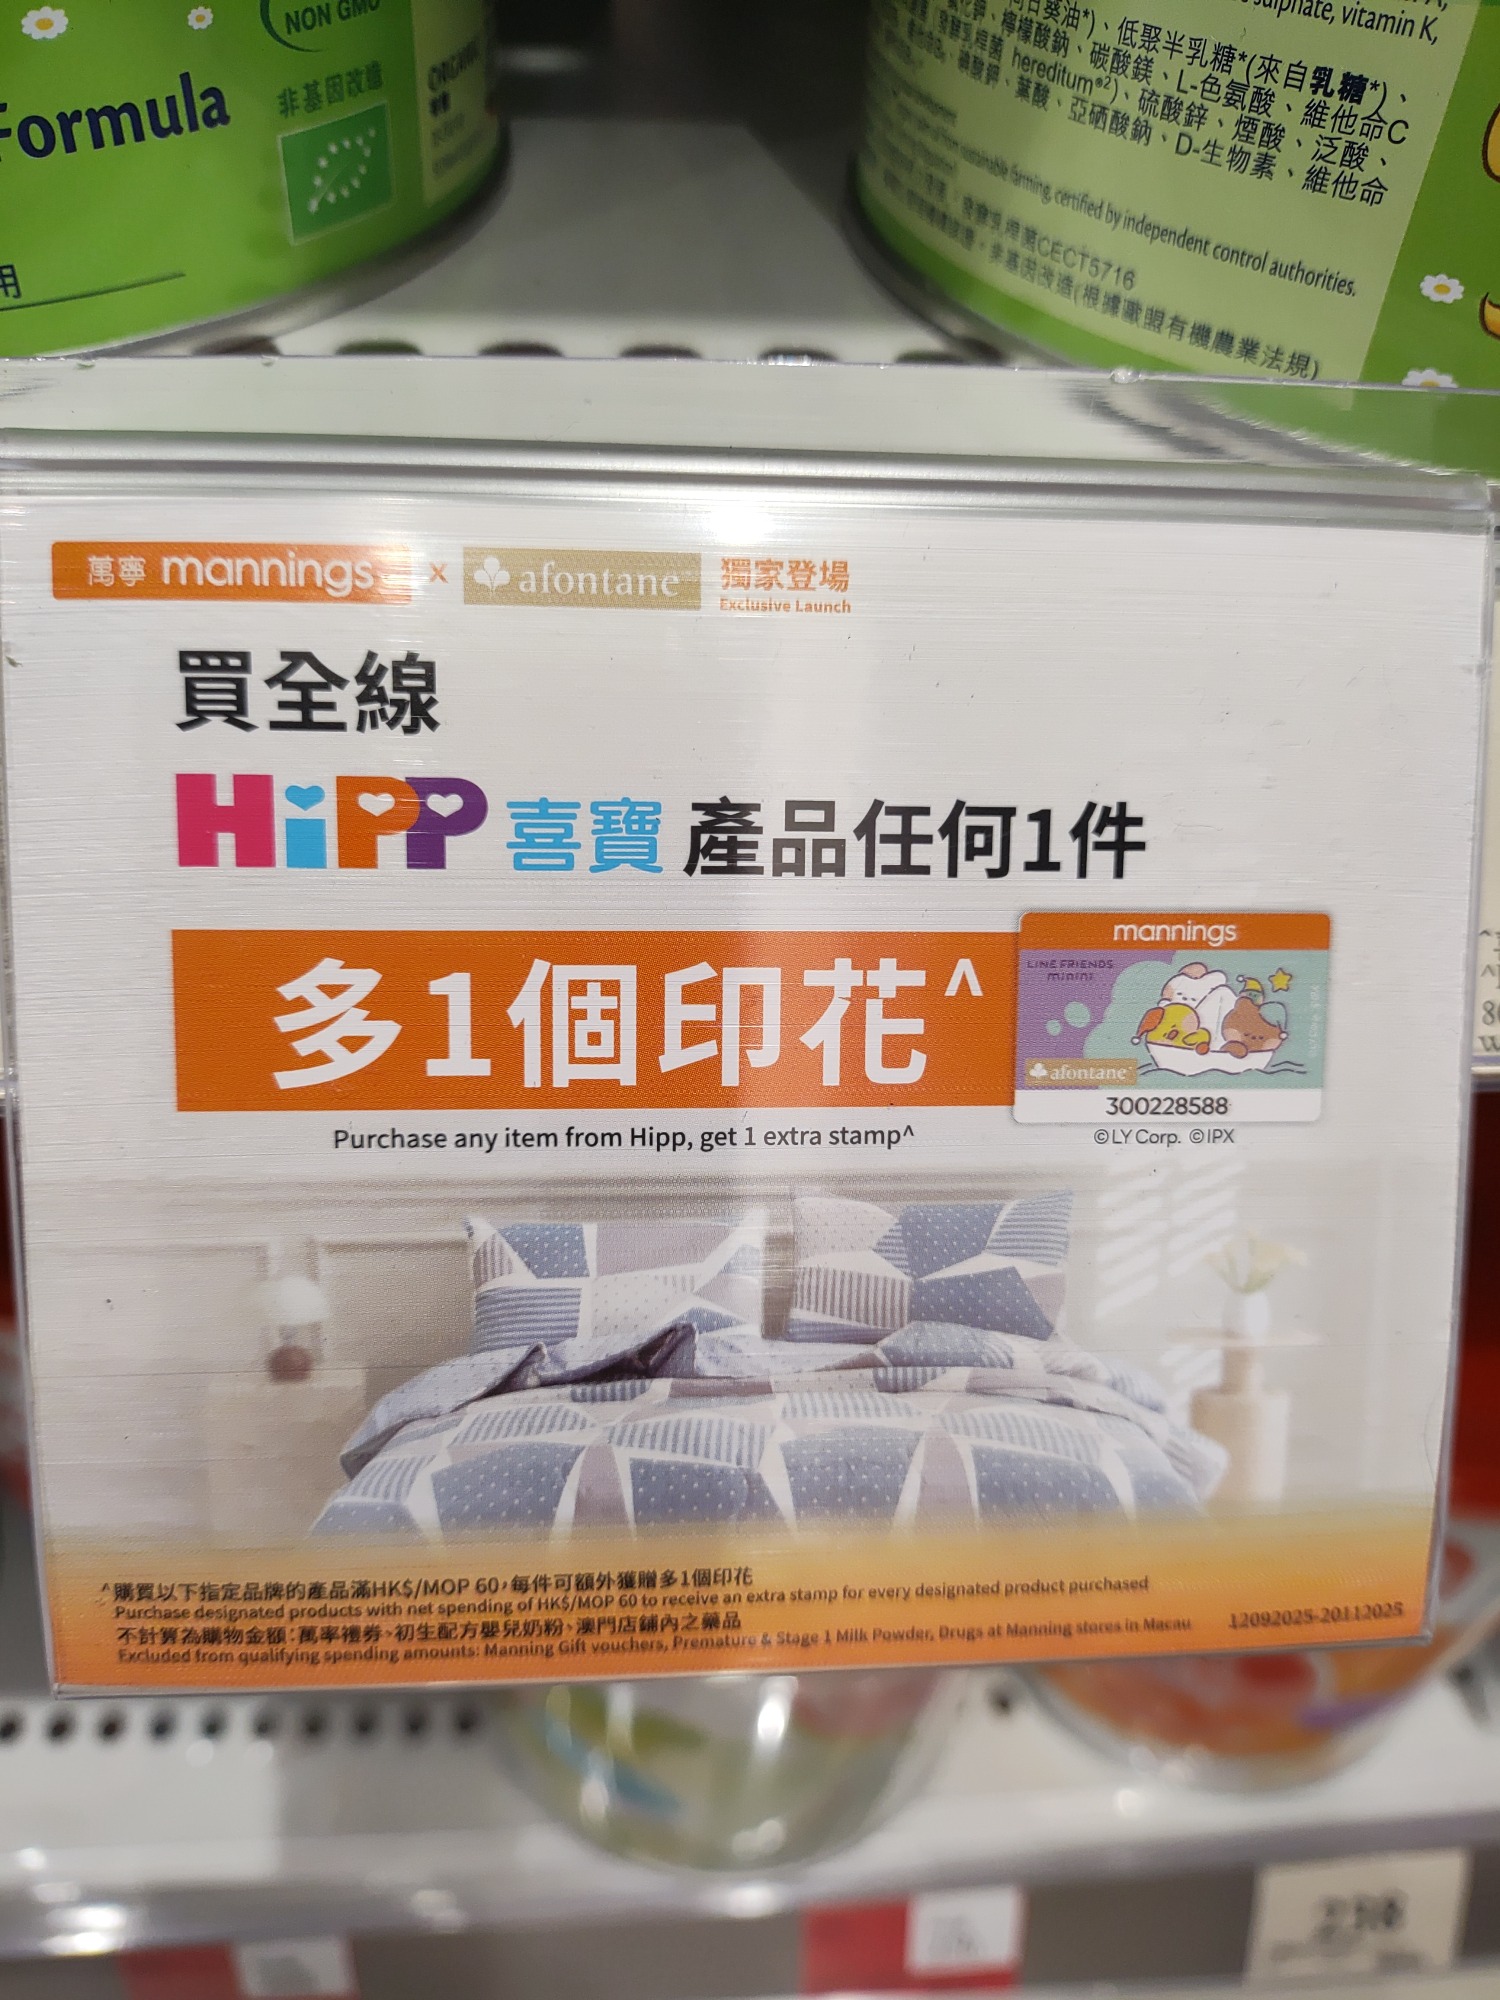 NON GMO
Formula
非基因改造
用
sulphate, vitamin K,
低聚半乳糖*(來自乳糖*)、
檸檬酸鈉、碳酸鎂、L-色氨酸、維他命C
hereditum®²)、硫酸鋅、煙酸、泛酸、
葉酸、亞硒酸鈉、D-生物素、維他命
sustainable farming, certified by independent control authorities.
CECT5716
非基因改造(根據歐盟有機農業法規)
萬寧 mannings x afontane 獨家登場
Exclusive Launch
買全線
HiPP 喜寶 產品任何1件
多1個印花^
mannings
LINE FRIENDS
minini
afontane
300228588
©LY Corp. ©IPX
Purchase any item from Hipp, get 1 extra stamp^
^購買以下指定品牌的產品滿HK$/MOP 60，每件可額外獲贈多1個印花
Purchase designated products with net spending of HK$/MOP 60 to receive an extra stamp for every designated product purchased
不計算為購物金額：萬寧禮券、初生配方嬰兒奶粉、澳門店鋪內之藥品
Excluded from qualifying spending amounts: Manning Gift vouchers, Premature & Stage 1 Milk Powder, Drugs at Manning stores in Macau
12092025-20112025